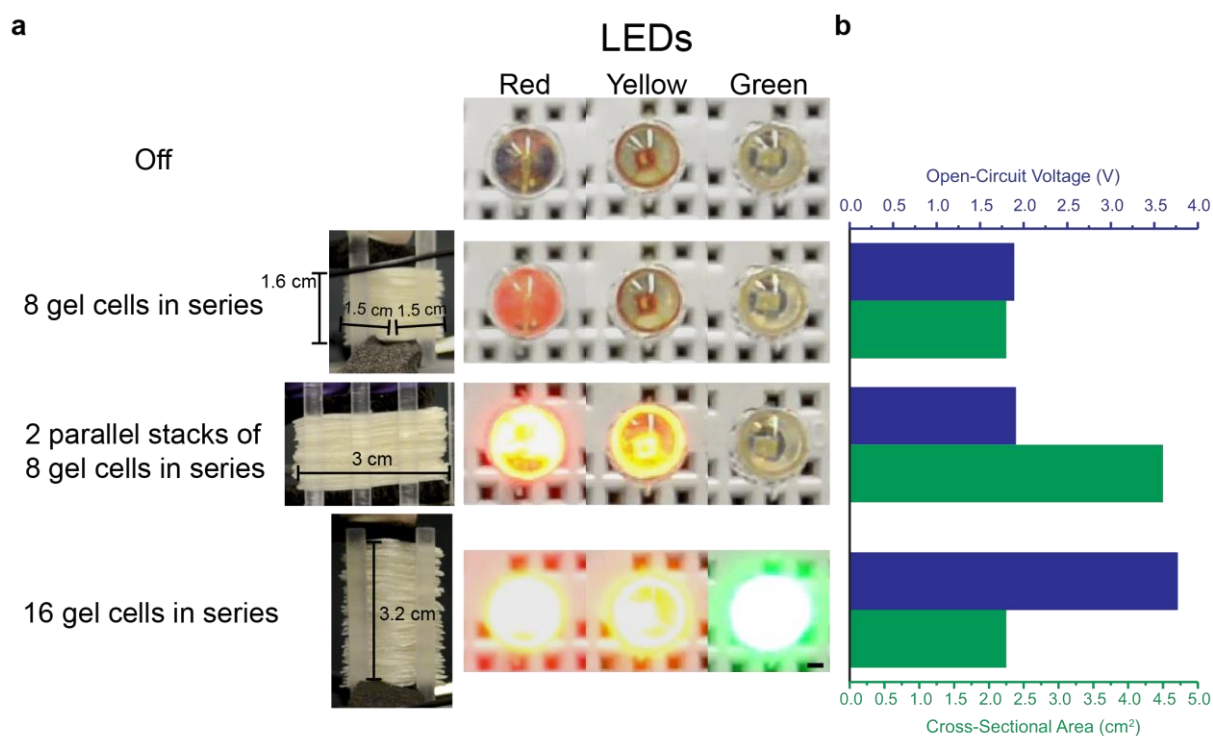 a
LEDs
b
Red
Yellow
Green
Off
8 gel cells in series
1.6 cm
1.5 cm
1.5 cm
2 parallel stacks of
8 gel cells in series
3 cm
16 gel cells in series
3.2 cm
Open-Circuit Voltage (V)
0.0 0.5 1.0 1.5 2.0 2.5 3.0 3.5 4.0
0.0 0.5 1.0 1.5 2.0 2.5 3.0 3.5 4.0 4.5 5.0
Cross-Sectional Area (cm²)